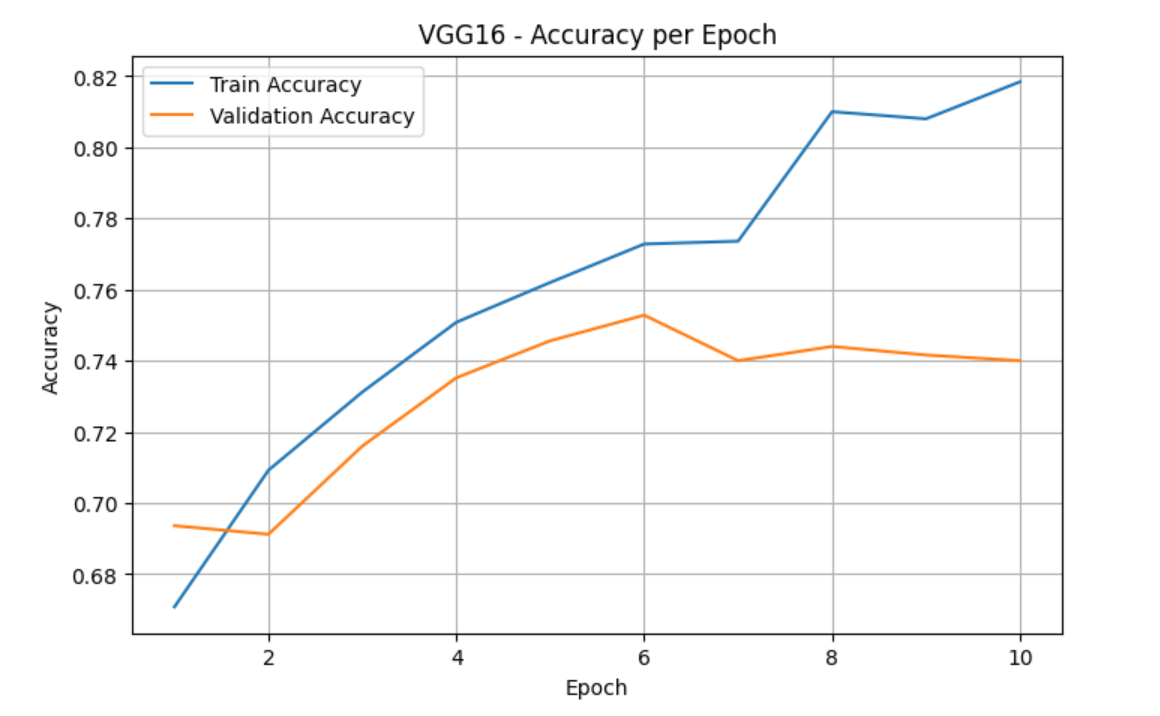 VGG16 - Accuracy per Epoch
Train Accuracy
Validation Accuracy
0.82
0.80
0.78
0.76
0.74
0.72
0.70
0.68
Accuracy
2 4 6 8 10
Epoch